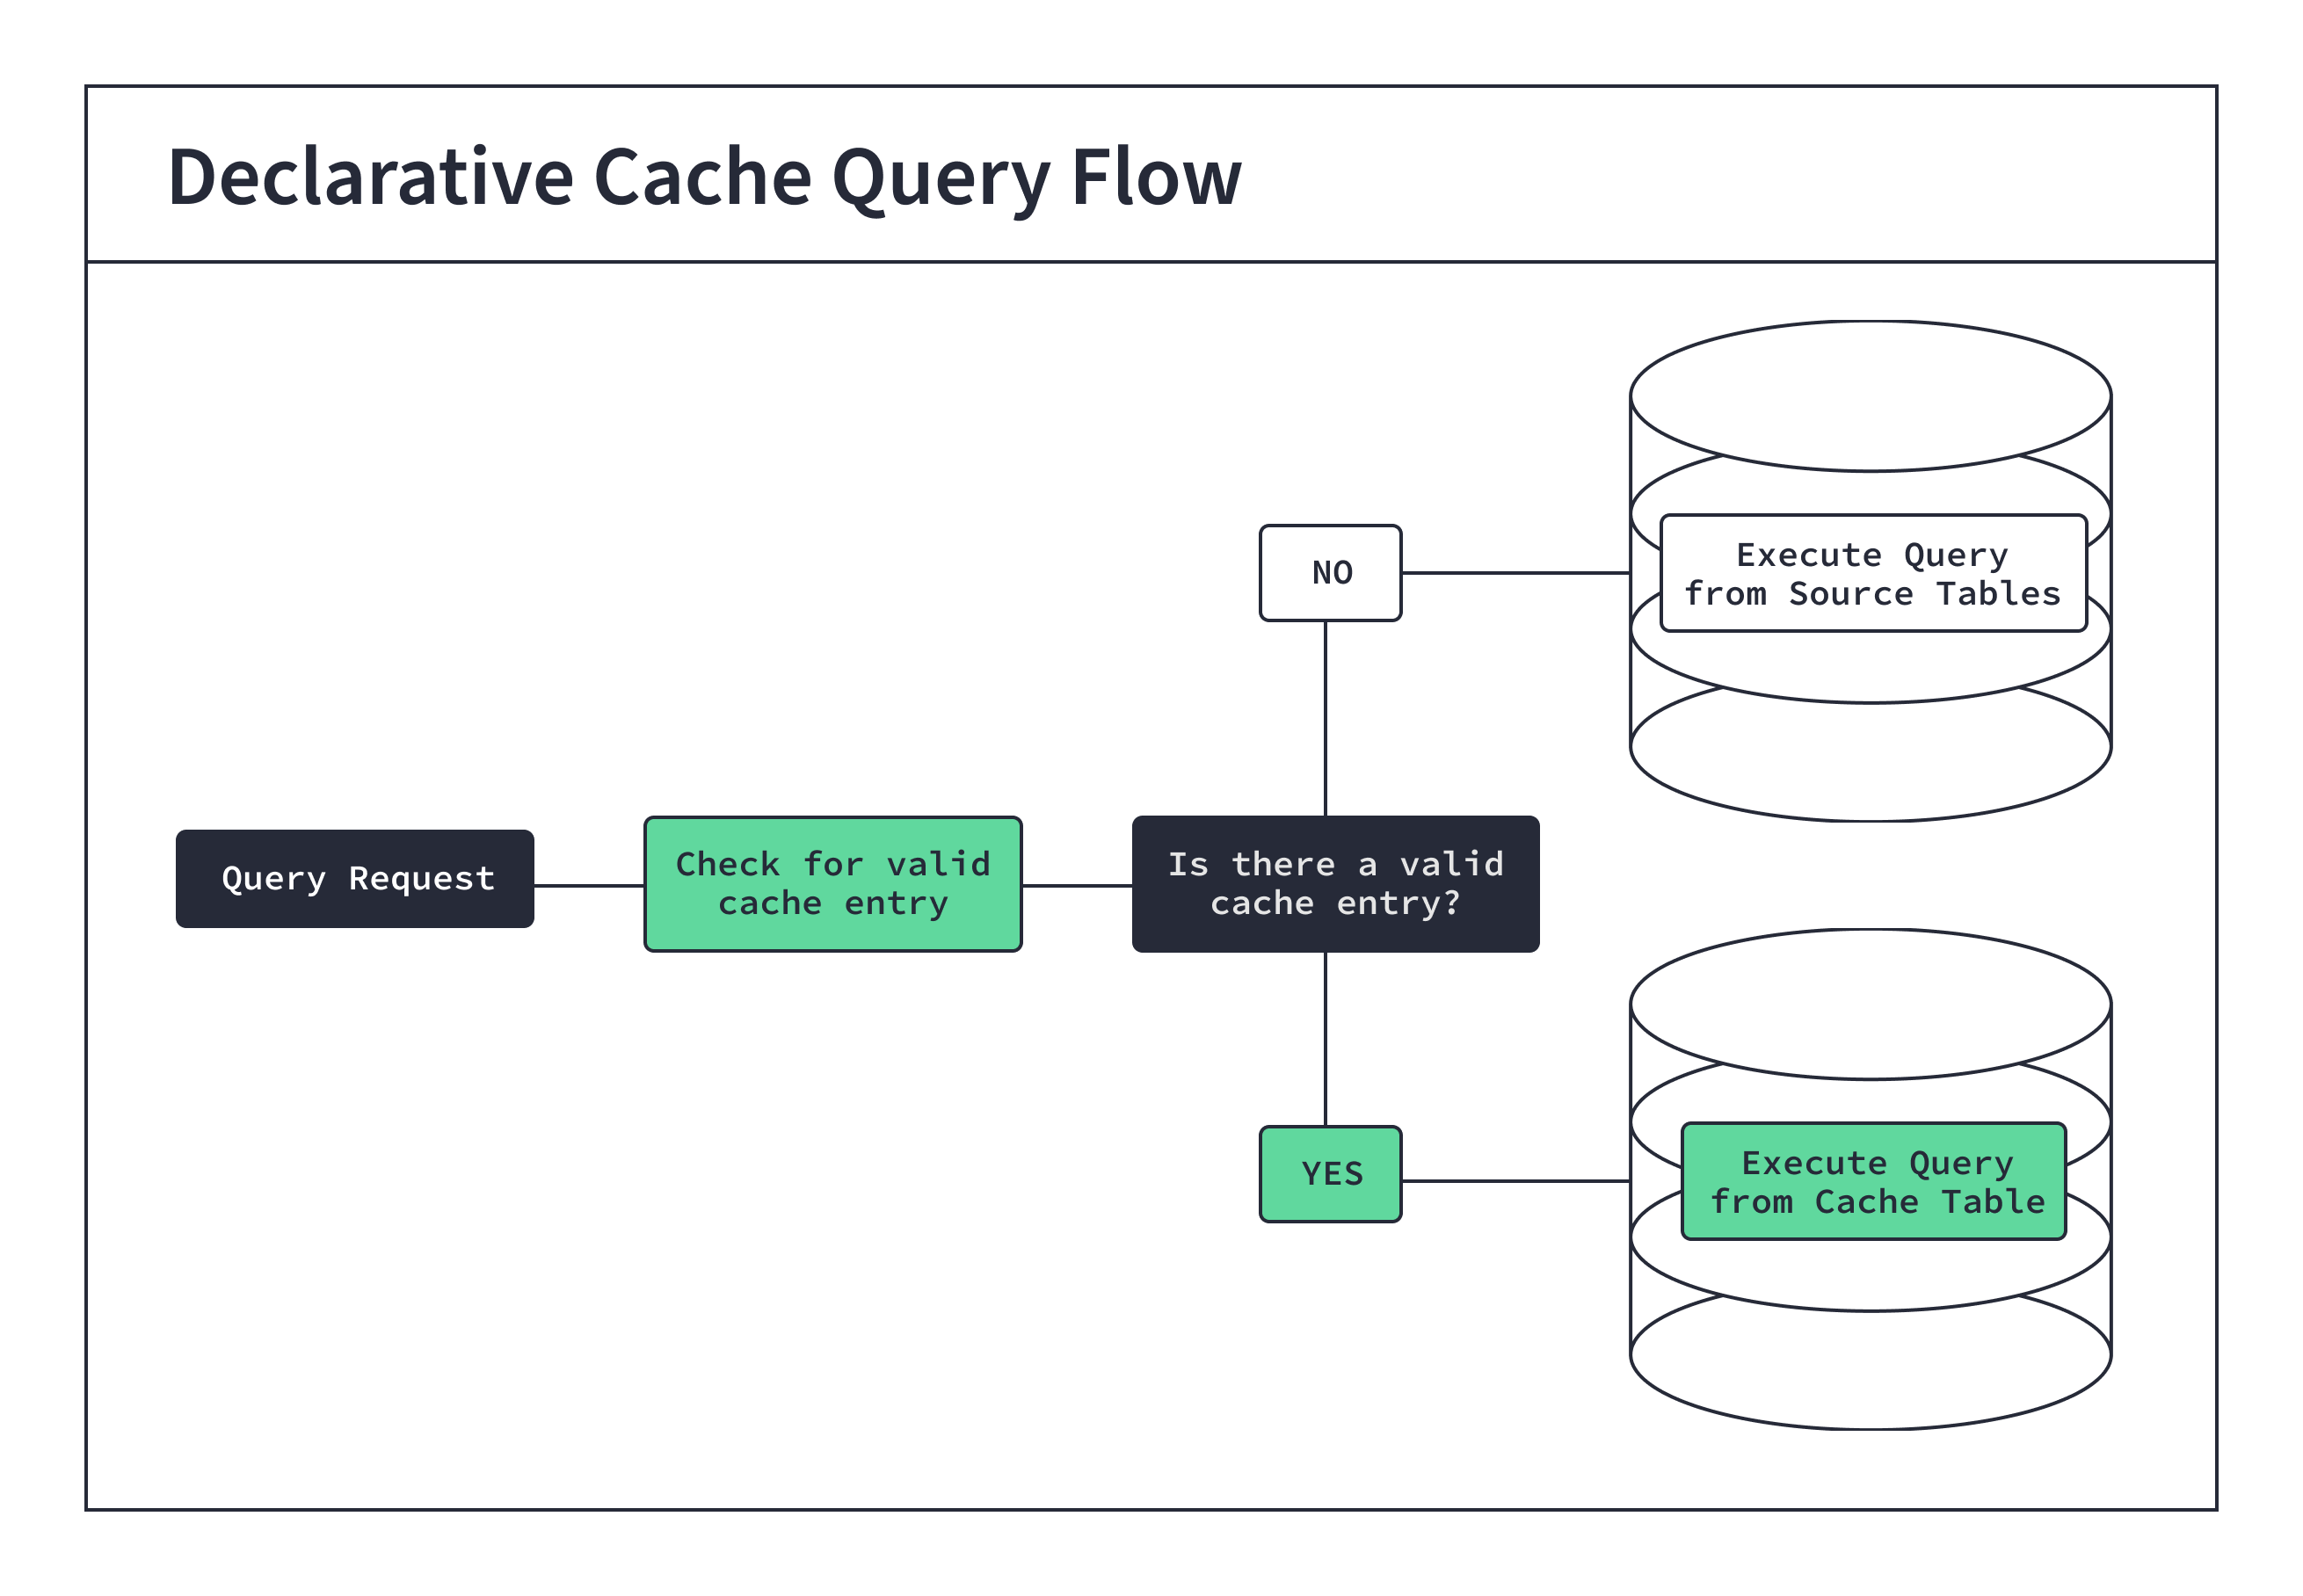 Declarative Cache Query Flow
NO
Execute Query
from Source Tables
Query Request
Check for valid
cache entry
Is there a valid
cache entry?
YES
Execute Query
from Cache Table